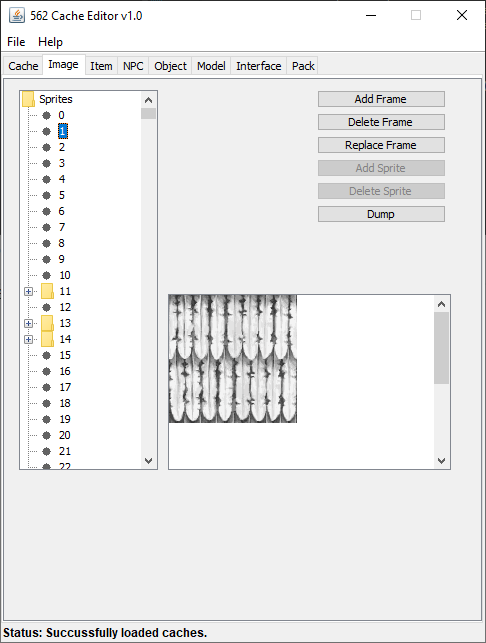 562 Cache Editor v1.0
File Help
Cache Image Item NPC Object Model Interface Pack
Sprites
0
1
2
3
4
5
6
7
8
9
10
11
12
13
14
15
16
17
18
19
20
21
22
Add Frame
Delete Frame
Replace Frame
Add Sprite
Delete Sprite
Dump
Status: Succussfully loaded caches.